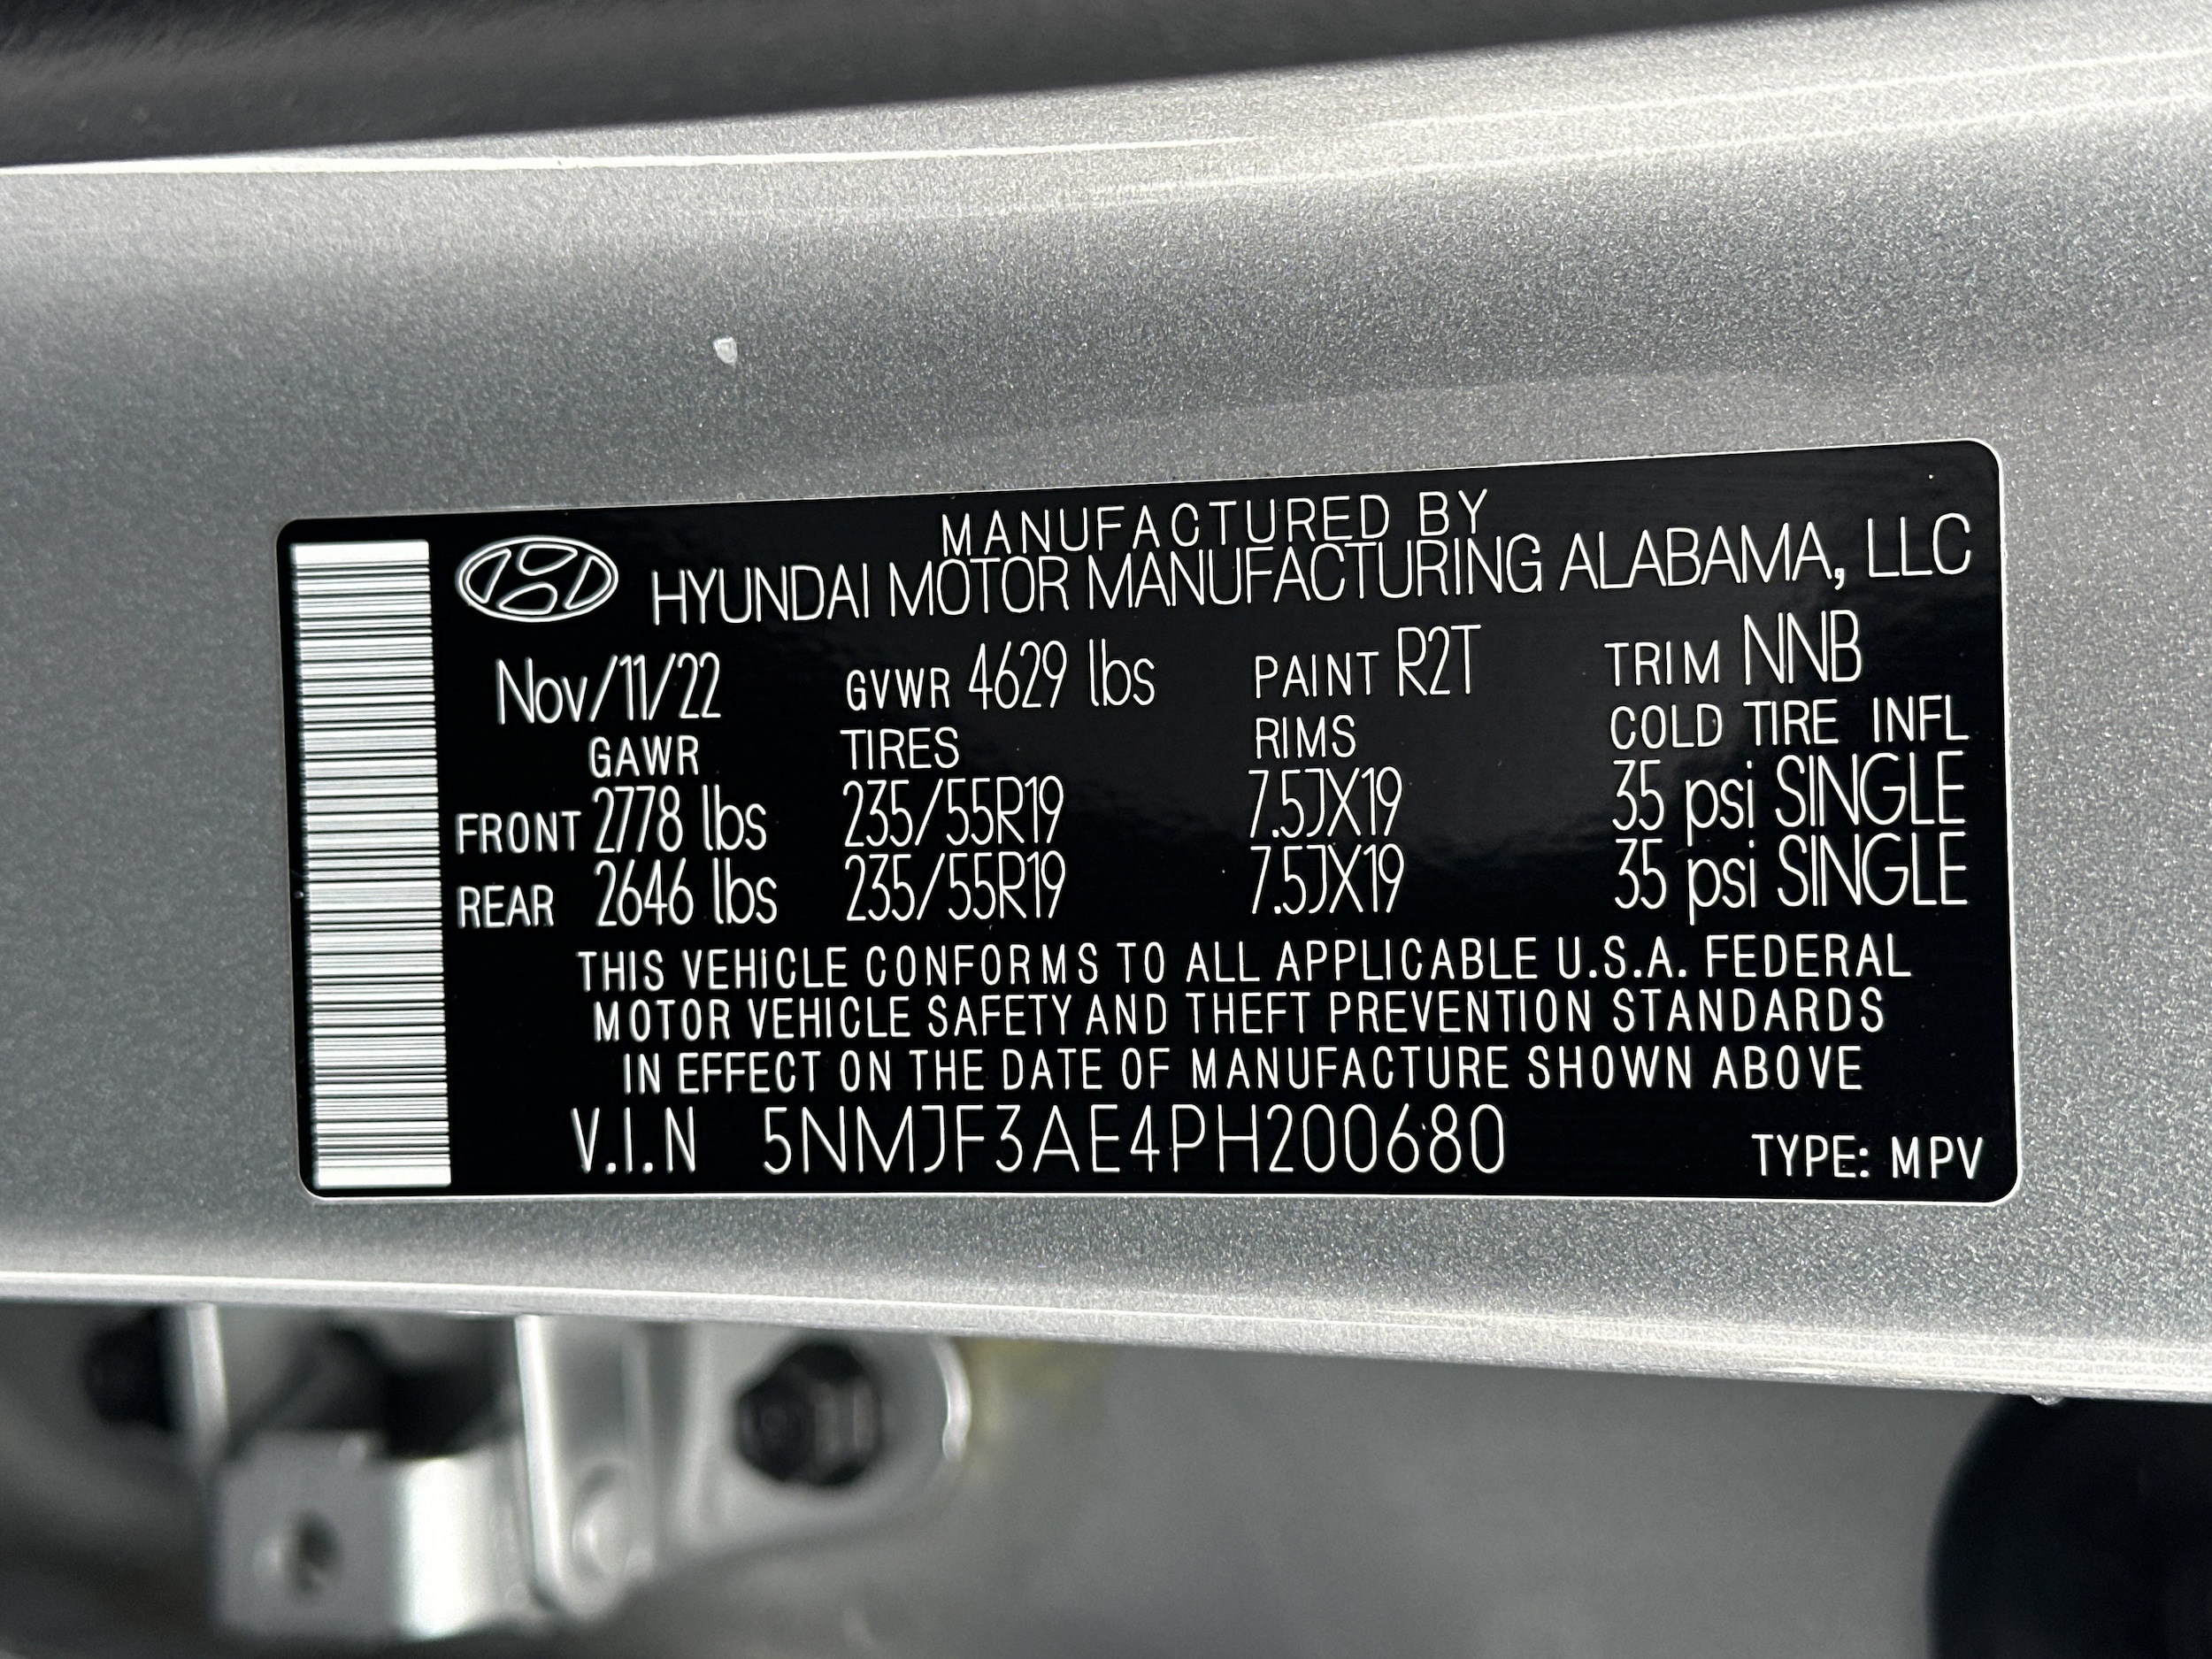 MANUFACTURED BY
HYUNDAI MOTOR MANUFACTURING ALABAMA, LLC
Nov/11/22 GVWR 4629 lbs PAINT R2T TRIM NNB
GAWR TIRES RIMS COLD TIRE INFL
FRONT 2778 lbs 235/55R19 7.5JX19 35 psi SINGLE
REAR 2646 lbs 235/55R19 7.5JX19 35 psi SINGLE
THIS VEHICLE CONFORMS TO ALL APPLICABLE U.S.A. FEDERAL
MOTOR VEHICLE SAFETY AND THEFT PREVENTION STANDARDS
IN EFFECT ON THE DATE OF MANUFACTURE SHOWN ABOVE
V.I.N 5NMJF3AE4PH200680 TYPE: MPV